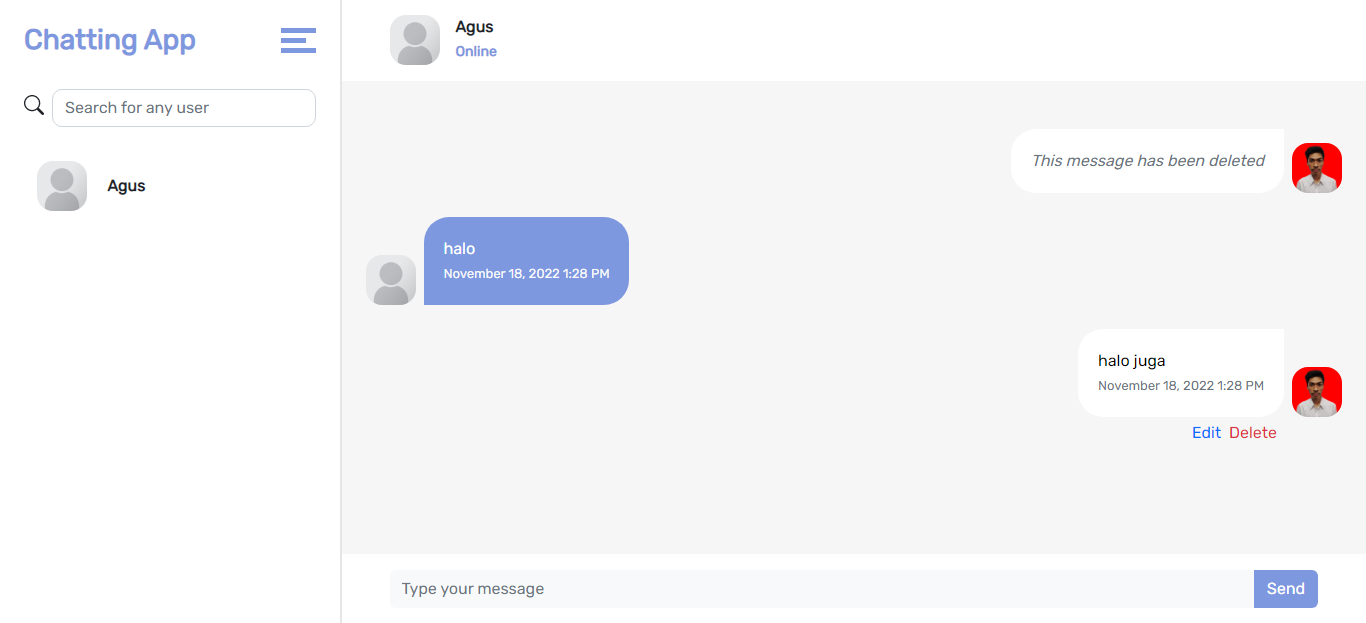 Chatting App
Search for any user
Agus
Agus
Online
This message has been deleted
halo
November 18, 2022 1:28 PM
halo juga
November 18, 2022 1:28 PM
Edit Delete
Type your message
Send